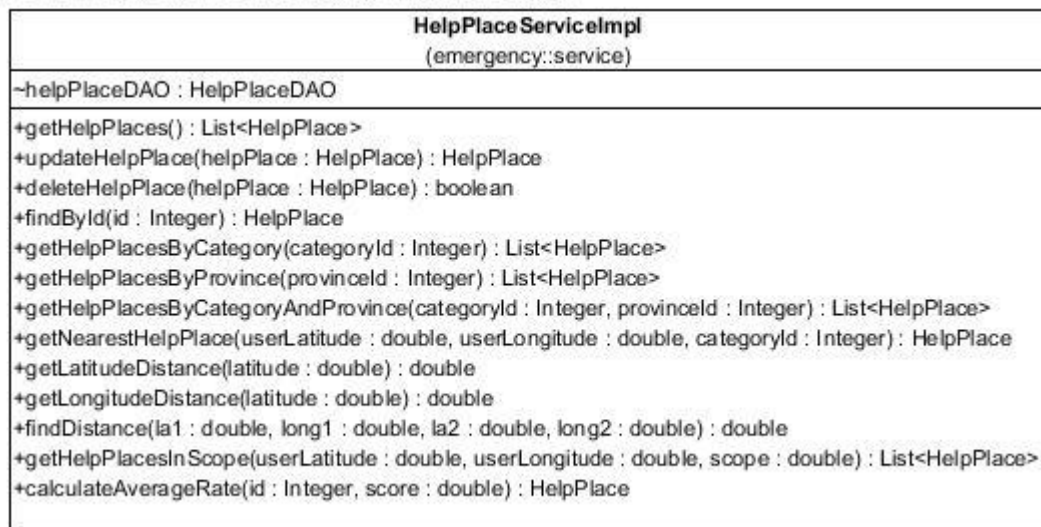 HelpPlaceServiceImpl
(emergency::service)
~helpPlaceDAO : HelpPlaceDAO
+getHelpPlaces() : List<HelpPlace>
+updateHelpPlace(helpPlace : HelpPlace) : HelpPlace
+deleteHelpPlace(helpPlace : HelpPlace) : boolean
+findById(id : Integer) : HelpPlace
+getHelpPlacesByCategory(categoryId : Integer) : List<HelpPlace>
+getHelpPlacesByProvince(provinceId : Integer) : List<HelpPlace>
+getHelpPlacesByCategoryAndProvince(categoryId : Integer, provinceId : Integer) : List<HelpPlace>
+getNearestHelpPlace(userLatitude : double, userLongitude : double, categoryId : Integer) : HelpPlace
+getLatitudeDistance(latitude : double) : double
+getLongitudeDistance(latitude : double) : double
+findDistance(la1 : double, long1 : double, la2 : double, long2 : double) : double
+getHelpPlacesInScope(userLatitude : double, userLongitude : double, scope : double) : List<HelpPlace>
+calculateAverageRate(id : Integer, score : double) : HelpPlace